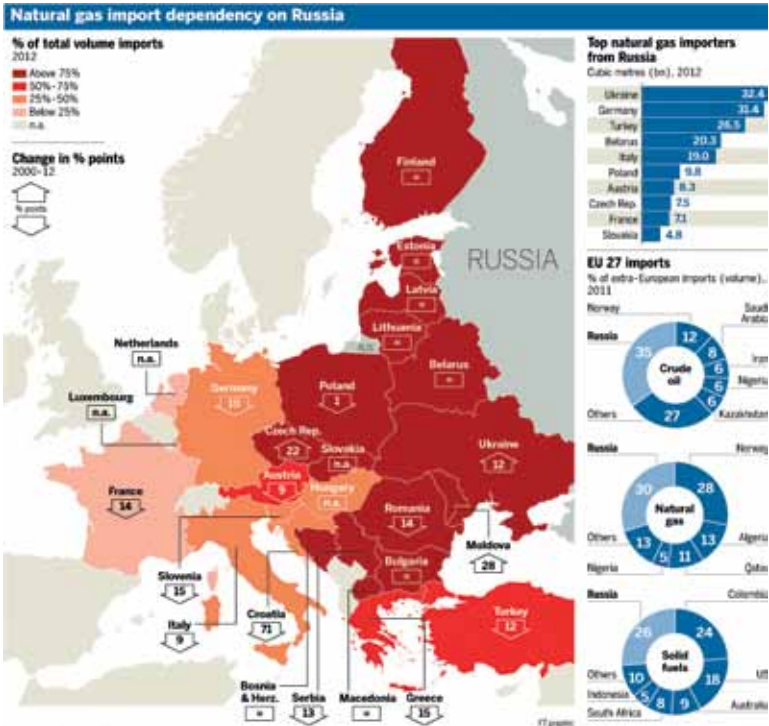 Natural gas import dependency on Russia
% of total volume imports
2012
Above 75%
50%-75%
25%-50%
Below 25%
n.a.
Change in % points
2000-12
% points
Finland
=
RUSSIA
Estonia
=
Latvia
=
Lithuania
=
n.a.
Belarus
=
Netherlands
n.a.
Luxembourg
n.a.
Germany
10
Poland
1
Czech Rep.
22
Slovakia
n.a.
Ukraine
12
Austria
9
Hungary
n.a.
France
14
Romania
14
Moldova
28
Bulgaria
=
Slovenia
15
Italy
9
Croatia
71
Turkey
12
Bosnia
& Herz.
=
Serbia
13
Macedonia
=
Greece
15
FT graphic
Top natural gas importers
from Russia
Cubic metres (bn), 2012
Ukraine 32.4
Germany 31.4
Turkey 26.5
Belarus 20.3
Italy 19.0
Poland 9.8
Austria 8.3
Czech Rep. 7.5
France 7.1
Slovakia 4.8
EU 27 imports
% of extra-European imports (volume),
2011
Norway
Saudi
Arabia
Russia
35
12
8
Iran
6
Crude
oil
6
Nigeria
6
Others
27
Kazakhstan
Russia
Norway
30
28
Natural
gas
Others
13
13
Algeria
Nigeria
5
11
Qatar
Russia
Colombia
26
24
Solid
fuels
Others
10
18
US
Indonesia
5
8
9
South Africa
Australia